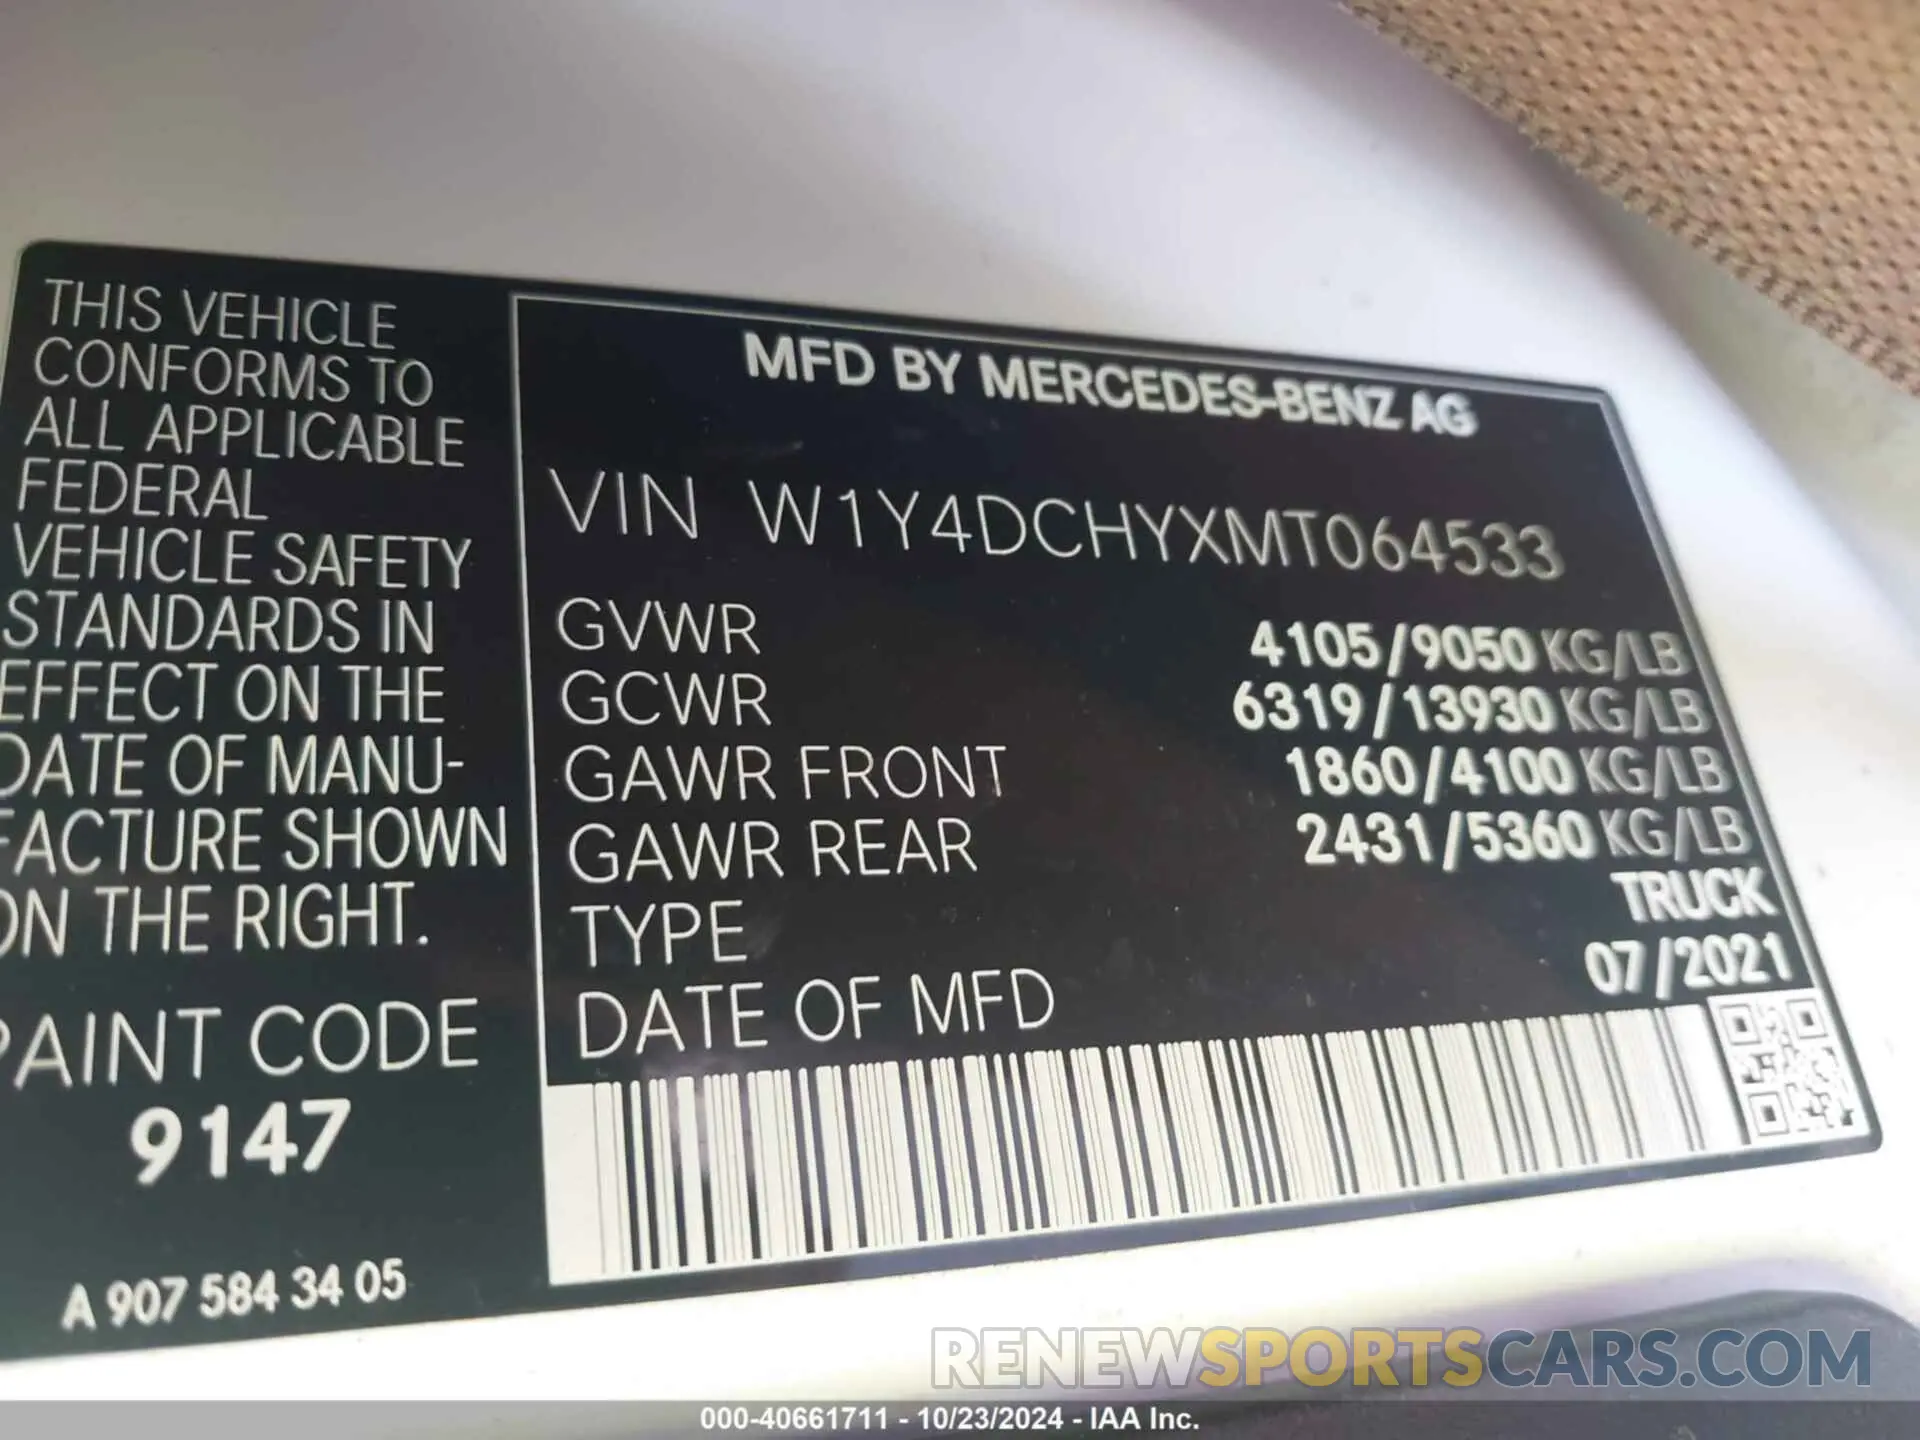 THIS VEHICLE
CONFORMS TO
ALL APPLICABLE
FEDERAL
VEHICLE SAFETY
STANDARDS IN
EFFECT ON THE
DATE OF MANU-
FACTURE SHOWN
ON THE RIGHT.
PAINT CODE
9147
A 907 584 34 05
MFD BY MERCEDES-BENZ AG
VIN W1Y4DCHYXMT064533
GVWR 4105/9050 KG/LB
GCWR 6319/13930 KG/LB
GAWR FRONT 1860/4100 KG/LB
GAWR REAR 2431/5360 KG/LB
TYPE TRUCK
DATE OF MFD 07/2021
RENEWSPORTSCARS.COM
000-40661711 - 10/23/2024 - IAA Inc.